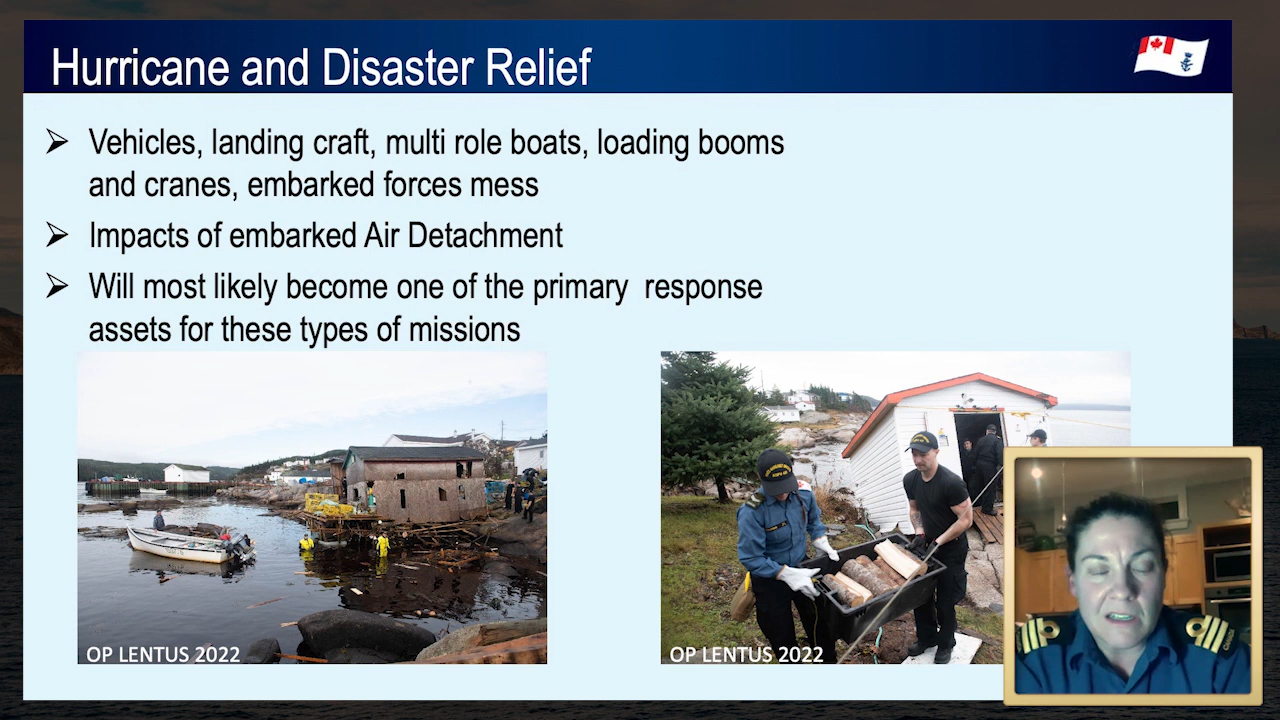 Hurricane and Disaster Relief
Vehicles, landing craft, multi role boats, loading booms
and cranes, embarked forces mess
Impacts of embarked Air Detachment
Will most likely become one of the primary response
assets for these types of missions
OP LENTUS 2022
OP LENTUS 2022
CANADA